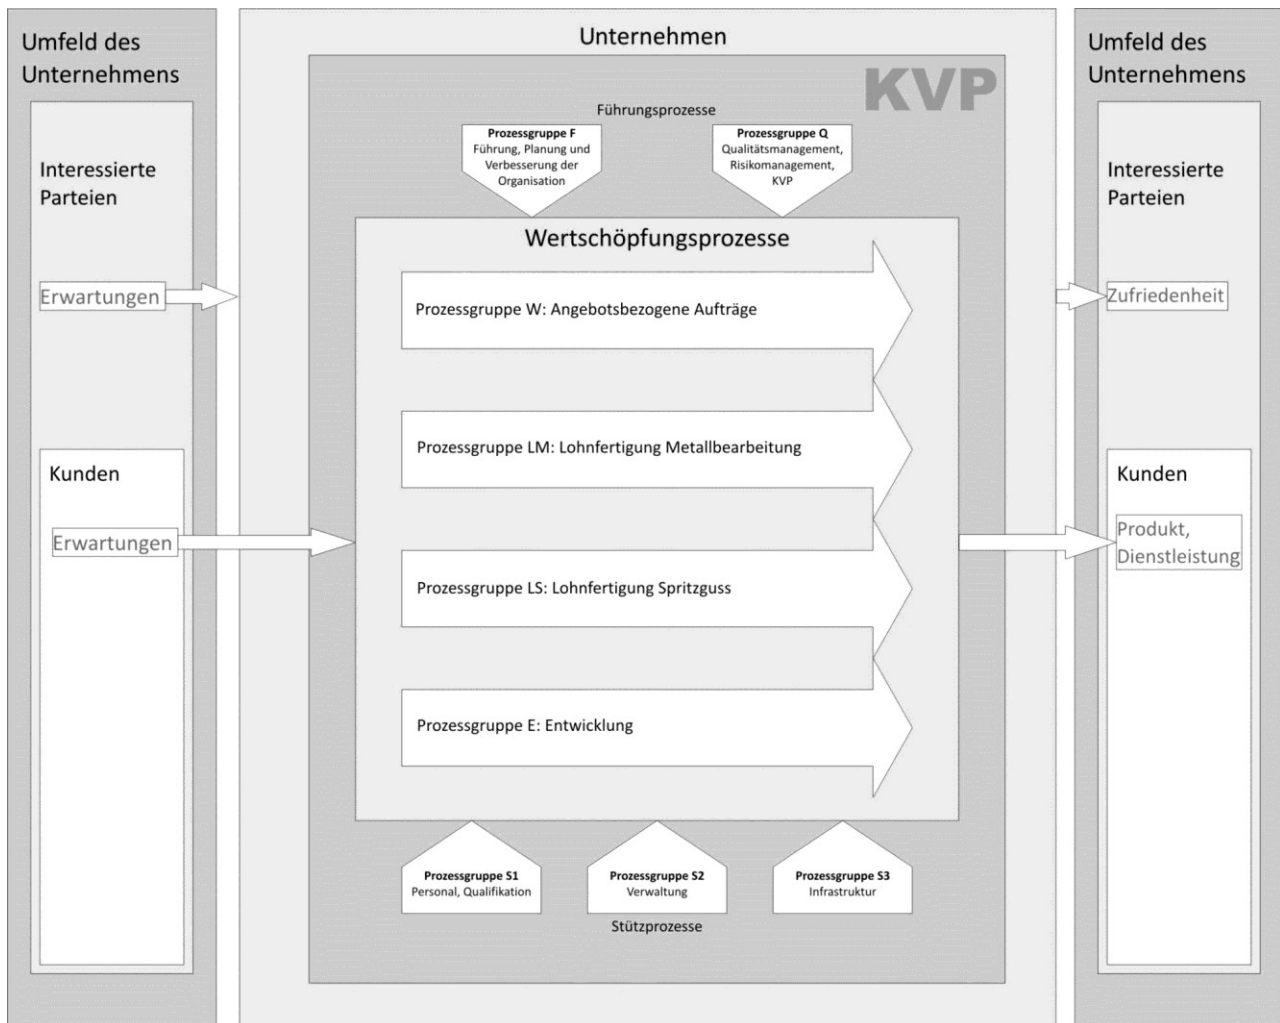 Umfeld des
Unternehmens
Interessierte
Parteien
Erwartungen
Kunden
Erwartungen
Unternehmen
KVP
Führungsprozesse
Prozessgruppe F
Führung, Planung und
Verbesserung der
Organisation
Prozessgruppe Q
Qualitätsmanagement,
Risikomanagement,
KVP
Wertschöpfungsprozesse
Prozessgruppe W: Angebotsbezogene Aufträge
Prozessgruppe LM: Lohnfertigung Metallbearbeitung
Prozessgruppe LS: Lohnfertigung Spritzguss
Prozessgruppe E: Entwicklung
Prozessgruppe S1
Personal, Qualifikation
Prozessgruppe S2
Verwaltung
Prozessgruppe S3
Infrastruktur
Stützprozesse
Umfeld des
Unternehmens
Interessierte
Parteien
Zufriedenheit
Kunden
Produkt,
Dienstleistung